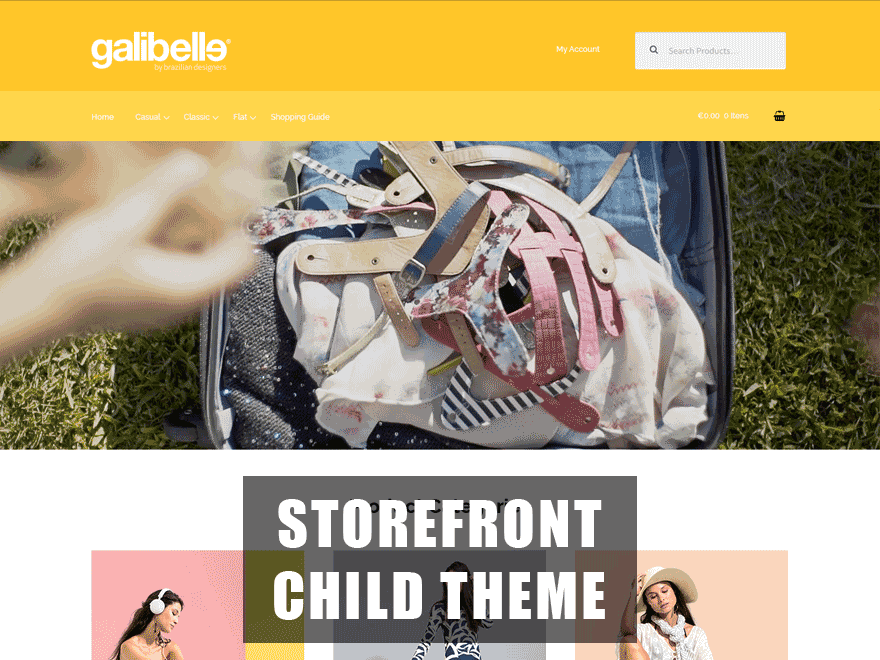 galibelle®
by brazilian designers
My Account
Search Products…
Home Casual Classic Flat Shopping Guide
€0.00 0 items
STOREFRONT
CHILD THEME